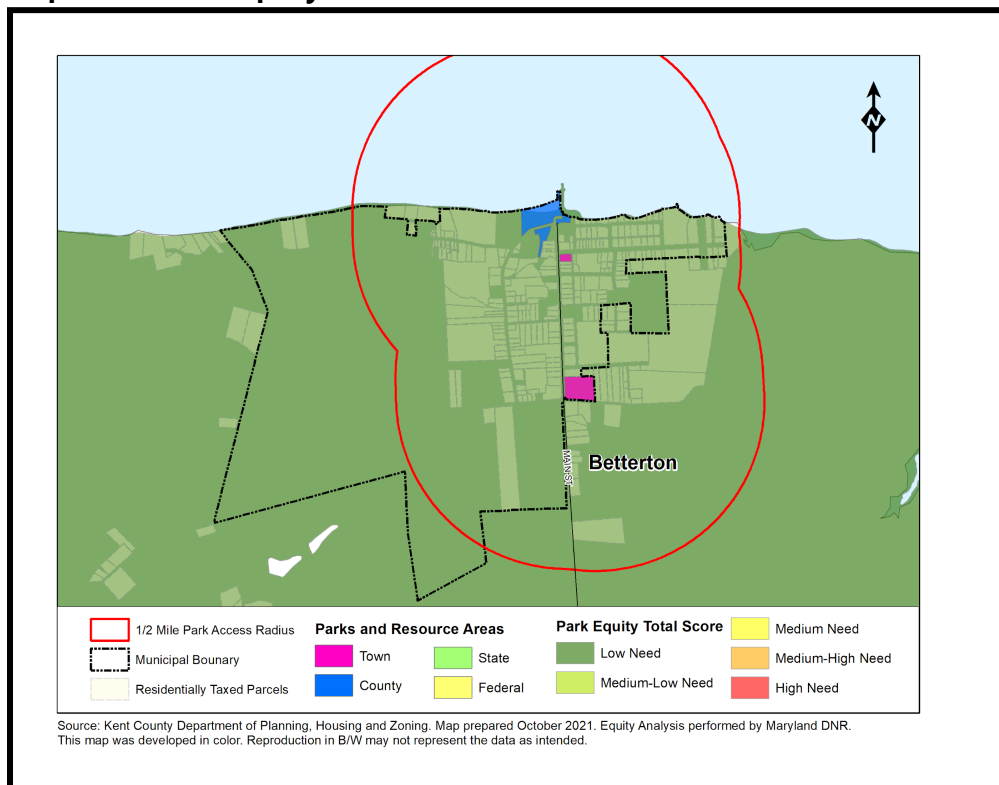 N
MAIN ST
Betterton
1/2 Mile Park Access Radius
Municipal Bounary
Residentially Taxed Parcels
Parks and Resource Areas
Town
County
State
Federal
Park Equity Total Score
Low Need
Medium-Low Need
Medium Need
Medium-High Need
High Need
Source: Kent County Department of Planning, Housing and Zoning. Map prepared October 2021. Equity Analysis performed by Maryland DNR.
This map was developed in color. Reproduction in B/W may not represent the data as intended.